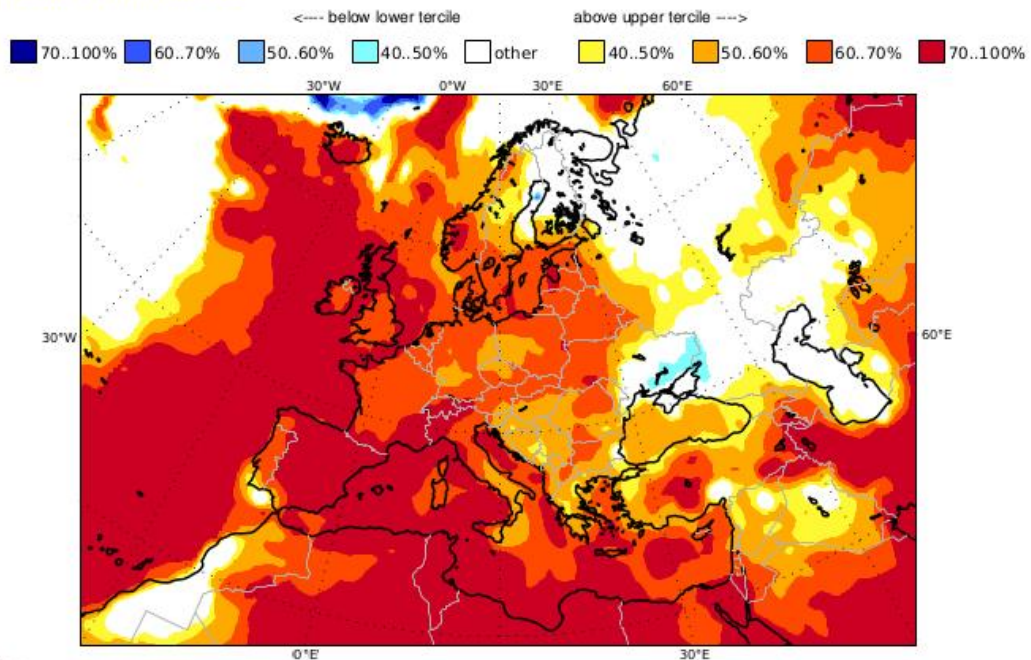 <---- below lower tercile above upper tercile ---->
70..100% 60..70% 50..60% 40..50% other 40..50% 50..60% 60..70% 70..100%
30°W 0°W 30°E 60°E
30°W 60°E
0°E 30°E